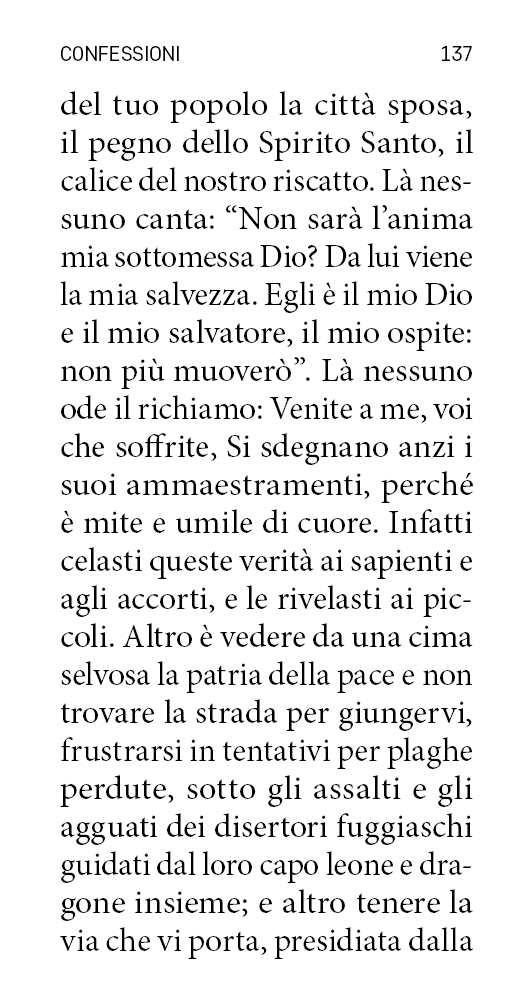 CONFESSIONI 137
del tuo popolo la città sposa,
il pegno dello Spirito Santo, il
calice del nostro riscatto. Là nes-
suno canta: “Non sarà l’anima
mia sottomessa Dio? Da lui viene
la mia salvezza. Egli è il mio Dio
e il mio salvatore, il mio ospite:
non più muoverò”. Là nessuno
ode il richiamo: Venite a me, voi
che soffrite, Si sdegnano anzi i
suoi ammaestramenti, perché
è mite e umile di cuore. Infatti
celasti queste verità ai sapienti e
agli accorti, e le rivelasti ai pic-
coli. Altro è vedere da una cima
selvosa la patria della pace e non
trovare la strada per giungervi,
frustrarsi in tentativi per plaghe
perdute, sotto gli assalti e gli
agguati dei disertori fuggiaschi
guidati dal loro capo leone e dra-
gone insieme; e altro tenere la
via che vi porta, presidiata dalla